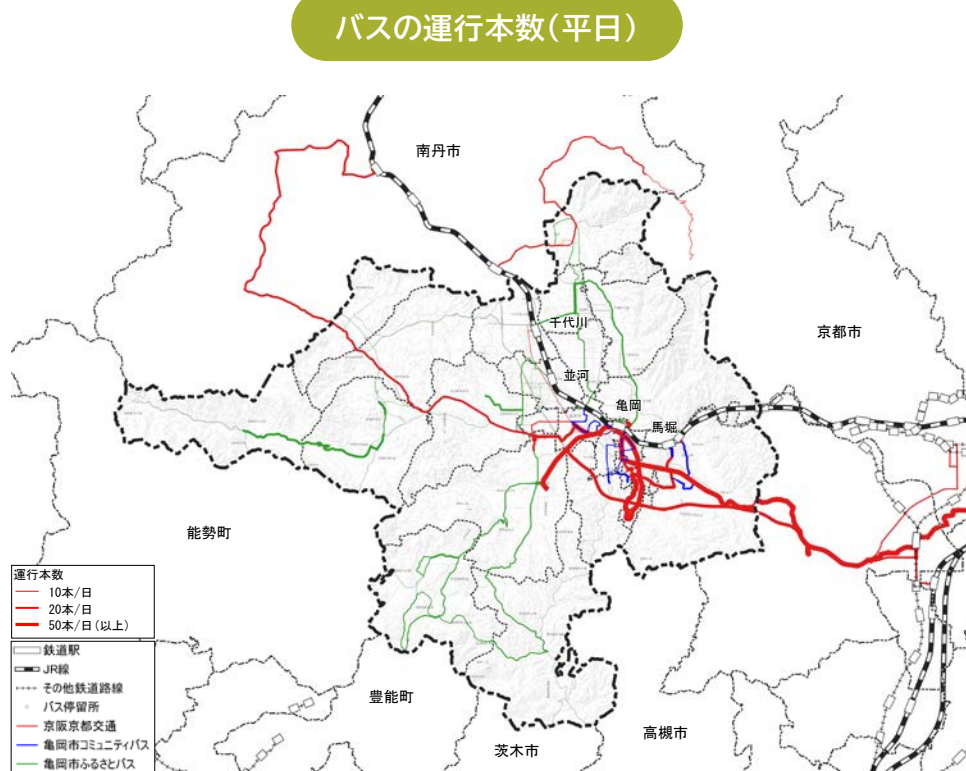 バスの運行本数(平日)
南丹市
千代川
京都市
並河
亀岡
馬堀
能勢町
運行本数
10本/日
20本/日
50本/日(以上)
鉄道駅
JR線
その他鉄道路線
バス停留所
京阪京都交通
亀岡市コミュニティバス
亀岡市ふるさとバス
豊能町
高槻市
茨木市